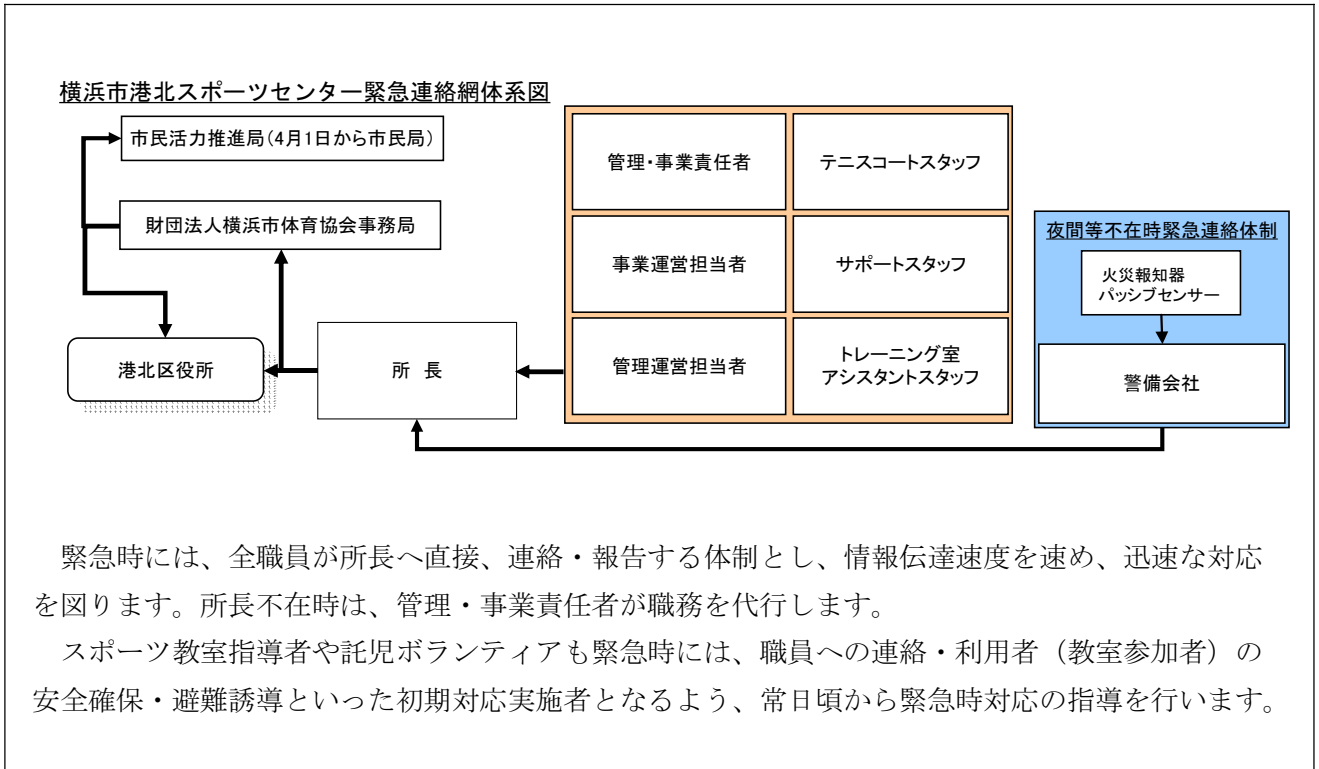 横浜市港北スポーツセンター緊急連絡網体系図
市民活力推進局(4月1日から市民局)
財団法人横浜市体育協会事務局
港北区役所
所 長
管理・事業責任者
テニスコートスタッフ
事業運営担当者
サポートスタッフ
管理運営担当者
トレーニング室
アシスタントスタッフ
夜間等不在時緊急連絡体制
火災報知器
パッシブセンサー
警備会社
緊急時には、全職員が所長へ直接、連絡・報告する体制とし、情報伝達速度を速め、迅速な対応
を図ります。所長不在時は、管理・事業責任者が職務を代行します。
スポーツ教室指導者や託児ボランティアも緊急時には、職員への連絡・利用者（教室参加者）の
安全確保・避難誘導といった初期対応実施者となるよう、常日頃から緊急時対応の指導を行います。